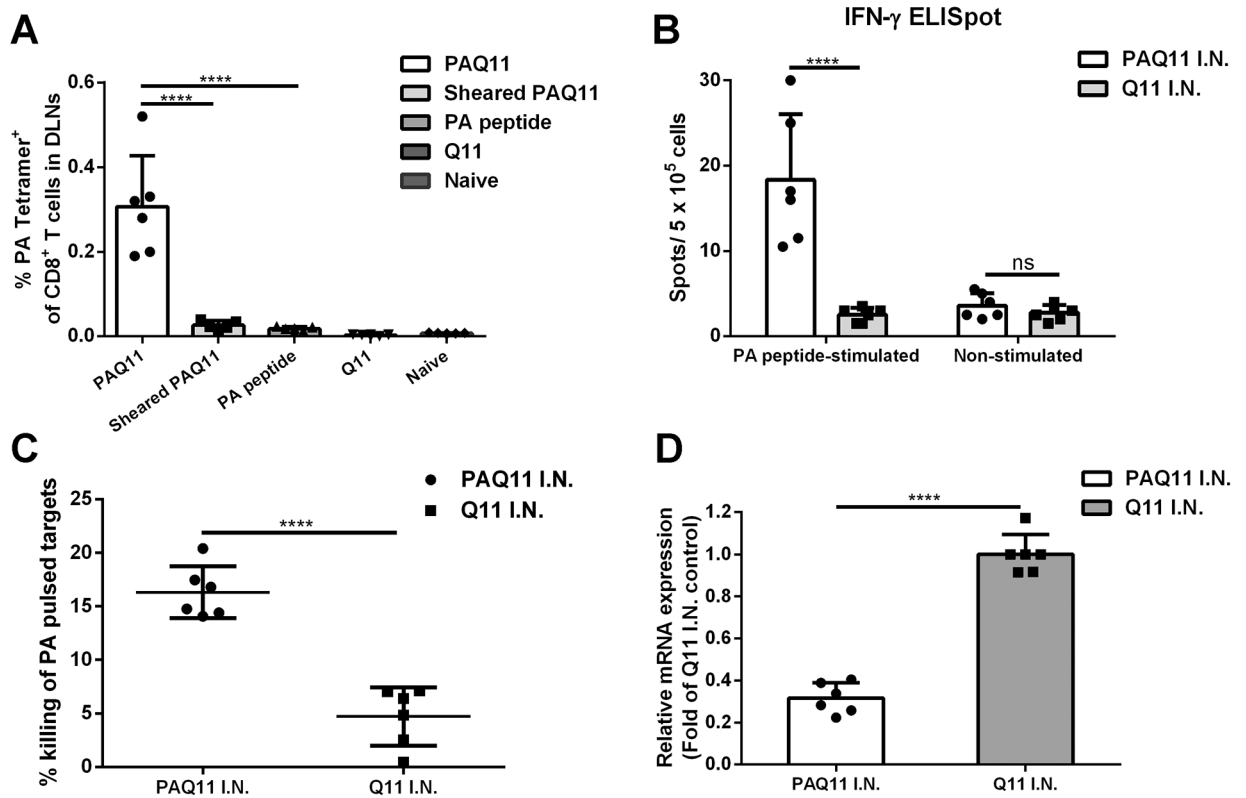 A
% PA Tetramer+
of CD8+ T cells in DLNs
0.6
0.4
0.2
0.0
****
****
PAQ11
Sheared PAQ11
PA peptide
Q11
Naive
PAQ11
Sheared PAQ11
PA peptide
Q11
Naive
B
IFN-γ ELISpot
Spots/ 5 x 10⁵ cells
30
20
10
0
****
ns
PAQ11 I.N.
Q11 I.N.
PA peptide-stimulated
Non-stimulated
C
% killing of PA pulsed targets
25
20
15
10
5
0
****
PAQ11 I.N.
Q11 I.N.
PAQ11 I.N.
Q11 I.N.
D
Relative mRNA expression
(Fold of Q11 I.N. control)
1.2
1.0
0.8
0.6
0.4
0.2
0.0
****
PAQ11 I.N.
Q11 I.N.
PAQ11 I.N.
Q11 I.N.